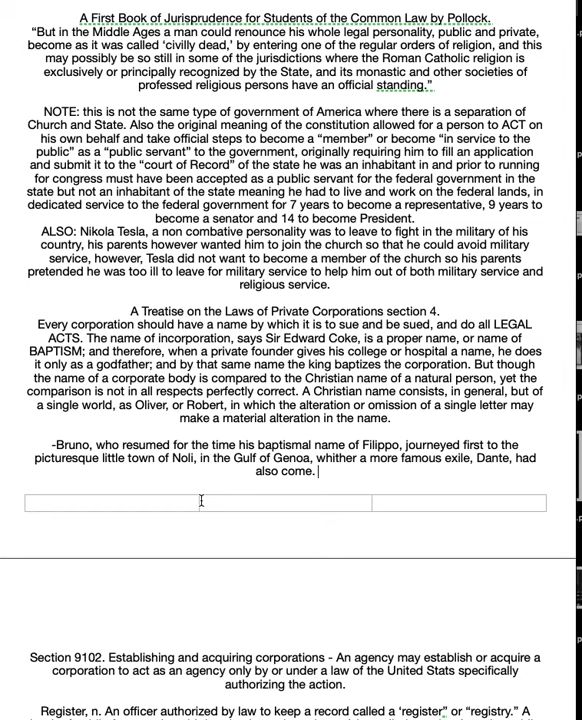 A First Book of Jurisprudence for Students of the Common Law by Pollock.
“But in the Middle Ages a man could renounce his whole legal personality, public and private,
become as it was called ‘civilly dead,’ by entering one of the regular orders of religion, and this
may possibly be so still in some of the jurisdictions where the Roman Catholic religion is
exclusively or principally recognized by the State, and its monastic and other societies of
professed religious persons have an official standing.”
NOTE: this is not the same type of government of America where there is a separation of
Church and State. Also the original meaning of the constitution allowed for a person to ACT on
his own behalf and take official steps to become a “member” or become “in service to the
public” as a “public servant” to the government, originally requiring him to fill an application
and submit it to the “court of Record” of the state he was an inhabitant in and prior to running
for congress must have been accepted as a public servant for the federal government in the
state but not an inhabitant of the state meaning he had to live and work on the federal lands, in
dedicated service to the federal government for 7 years to become a representative, 9 years to
become a senator and 14 to become President.
ALSO: Nikola Tesla, a non combative personality was to leave to fight in the military of his
country, his parents however wanted him to join the church so that he could avoid military
service, however, Tesla did not want to become a member of the church so his parents
pretended he was too ill to leave for military service to help him out of both military service and
religious service.
A Treatise on the Laws of Private Corporations section 4.
Every corporation should have a name by which it is to sue and be sued, and do all LEGAL
ACTS. The name of incorporation, says Sir Edward Coke, is a proper name, or name of
BAPTISM; and therefore, when a private founder gives his college or hospital a name, he does
it only as a godfather; and by that same name the king baptizes the corporation. But though
the name of a corporate body is compared to the Christian name of a natural person, yet the
comparison is not in all respects perfectly correct. A Christian name consists, in general, but of
a single world, as Oliver, or Robert, in which the alteration or omission of a single letter may
make a material alteration in the name.
-Bruno, who resumed for the time his baptismal name of Filippo, journeyed first to the
picturesque little town of Noli, in the Gulf of Genoa, whither a more famous exile, Dante, had
also come.
Section 9102. Establishing and acquiring corporations - An agency may establish or acquire a
corporation to act as an agency only by or under a law of the United Stats specifically
authorizing the action.
Register, n. An officer authorized by law to keep a record called a ‘register” or “registry.” A